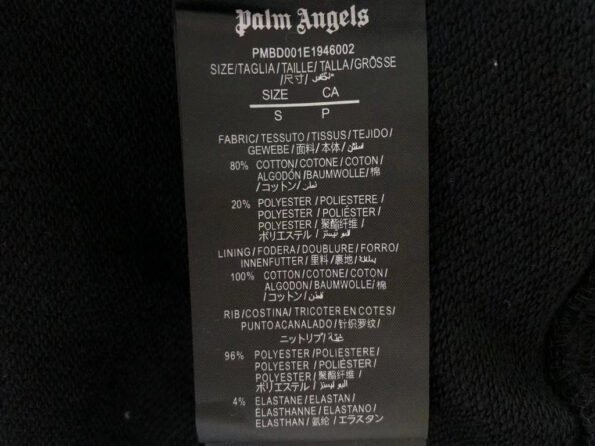 Palm Angels
PMBD001E1946002
SIZE/TAGLIA/TAILLE/TALLA/GRÖSSE
/尺寸/
SIZE CA
S P
FABRIC/TESSUTO/TISSUS/TEJIDO/
GEWEBE/面料/本体/
80% COTTON/COTONE/COTON/
ALGODÓN/BAUMWOLLE/棉
/コットン/ قطن
20% POLYESTER/POLIESTERE/
POLYESTER/POLIÉSTER/
POLYESTER/聚酯纤维/
ポリエステル/
LINING/FODERA/DOUBLURE/FORRO/
INNENFUTTER/里料/裏地/
100% COTTON/COTONE/COTON/
ALGODÓN/BAUMWOLLE/棉
/コットン/ قطن
RIB/COSTINA/TRICOTER EN COTES/
PUNTO ACANALADO/针织罗纹/
ニットリブ/
96% POLYESTER/POLIESTERE/
POLYESTER/POLIÉSTER/
POLYESTER/聚酯纤维/
ポリエステル/
4% ELASTANE/ELASTAN/
ÉLASTHANNE/ELASTANO/
ELASTHAN/氨纶/エラスタン